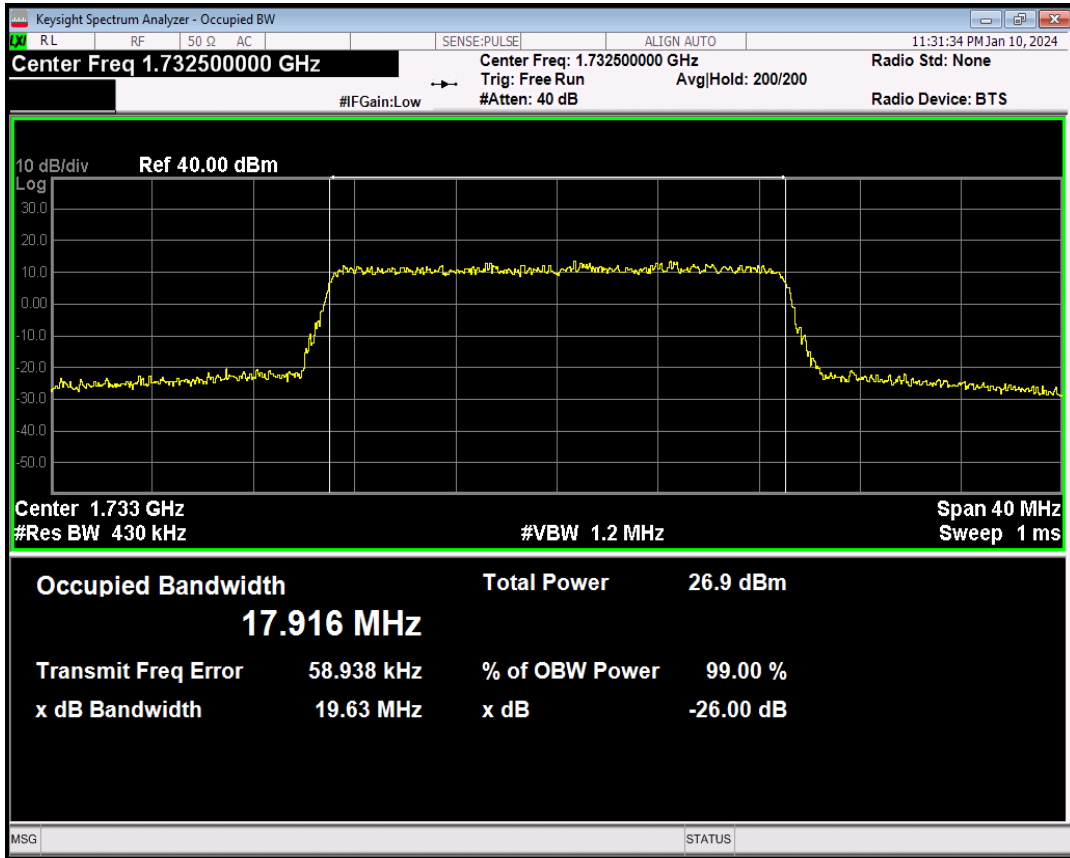 Keysight Spectrum Analyzer - Occupied BW
LXI RL RF 50 Ω AC SENSE:PULSE ALIGN AUTO 11:31:34 PM Jan 10, 2024
Center Freq 1.732500000 GHz Center Freq: 1.732500000 GHz Radio Std: None
Trig: Free Run Avg|Hold: 200/200
#IFGain:Low #Atten: 40 dB Radio Device: BTS
10 dB/div Ref 40.00 dBm
Log
30.0
20.0
10.0
0.00
-10.0
-20.0
-30.0
-40.0
-50.0
Center 1.733 GHz Span 40 MHz
#Res BW 430 kHz #VBW 1.2 MHz Sweep 1 ms
Occupied Bandwidth Total Power 26.9 dBm
17.916 MHz
Transmit Freq Error 58.938 kHz % of OBW Power 99.00 %
x dB Bandwidth 19.63 MHz x dB -26.00 dB
MSG STATUS